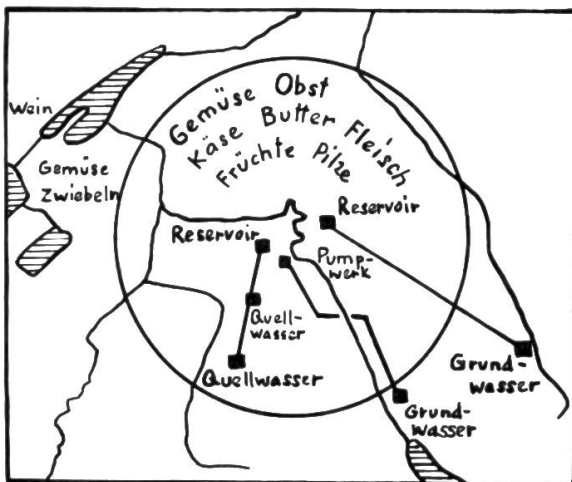 Wein
Gemüse Obst
Käse Butter Fleisch
Früchte Pilze
Gemüse
Zwiebeln
Reservoir
Reservoir
Pump-
werk
Quell-
wasser
Quellwasser
Grund-
wasser
Grund-
wasser